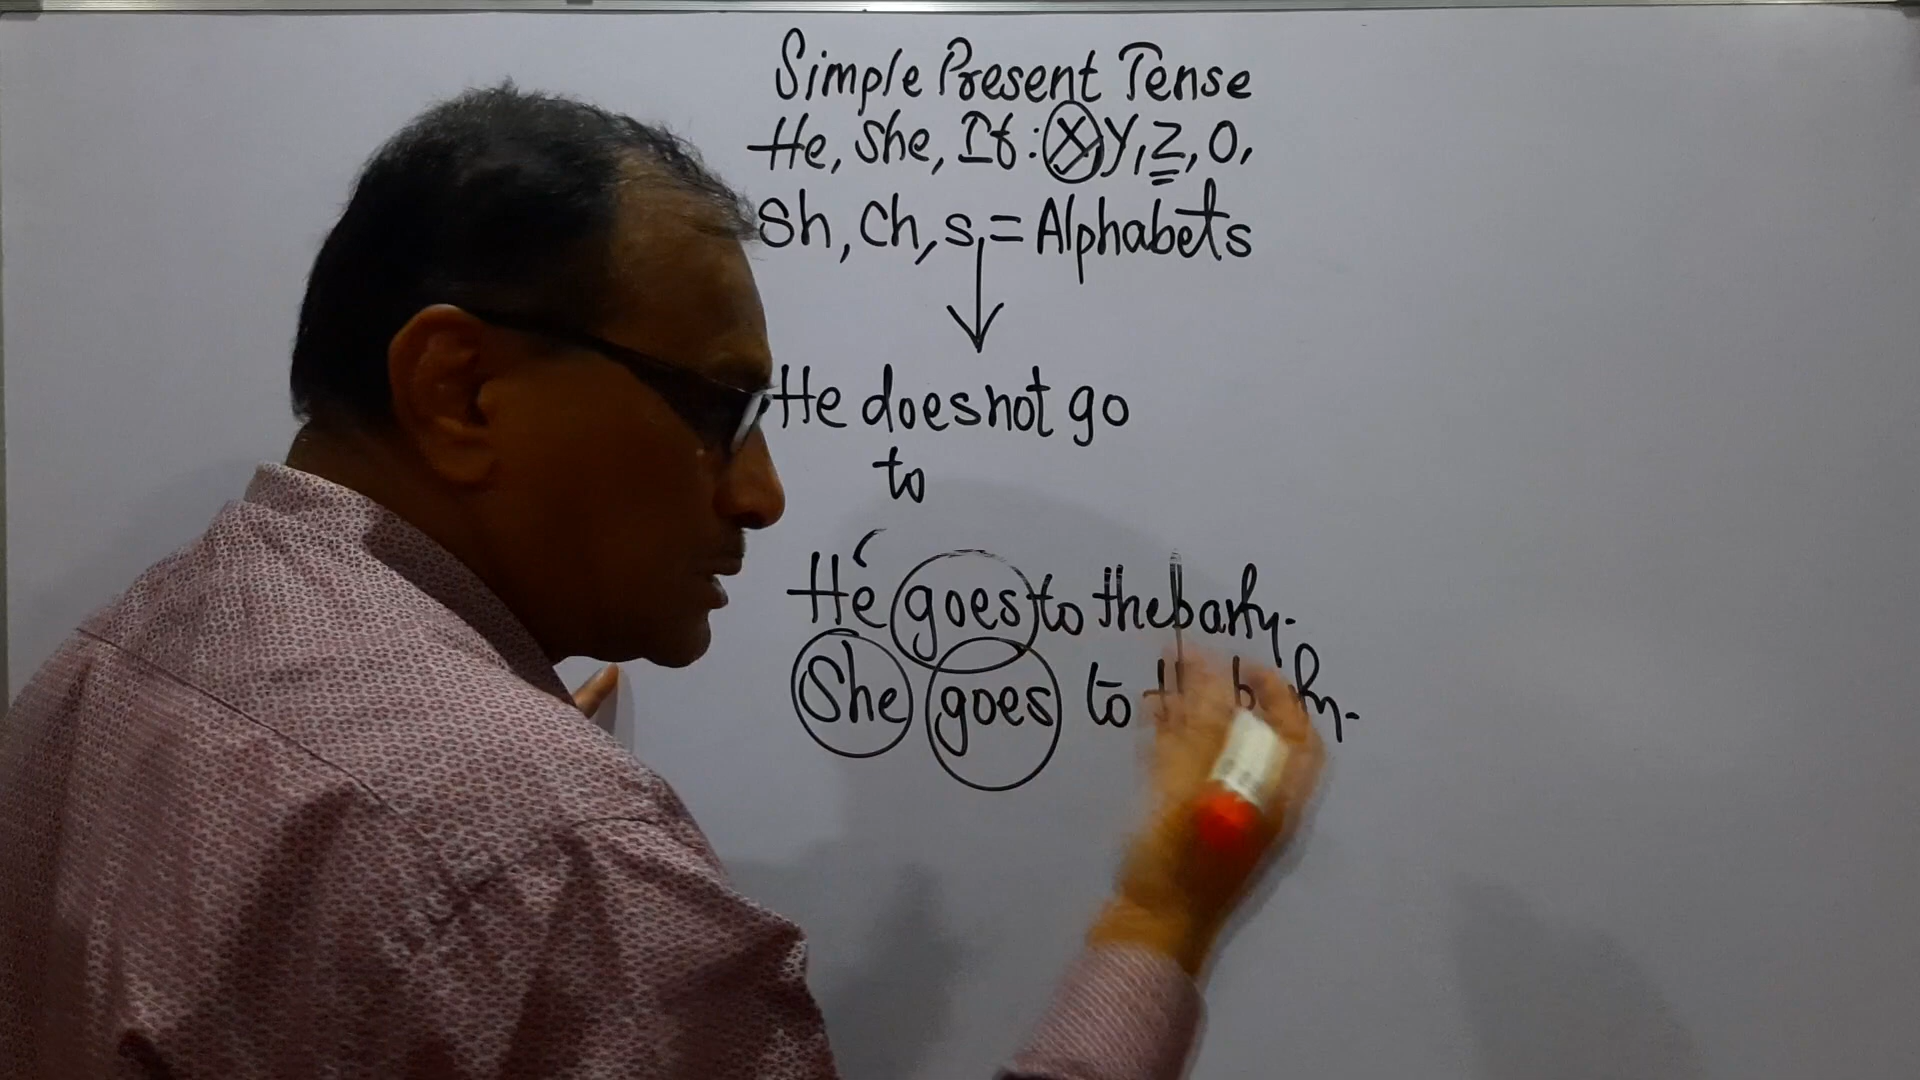 Simple Present Tense
He, She, It : X, Y, Z, O,
Sh, Ch, s, = Alphabets
He does not go
to
He goes to the party.
She goes to